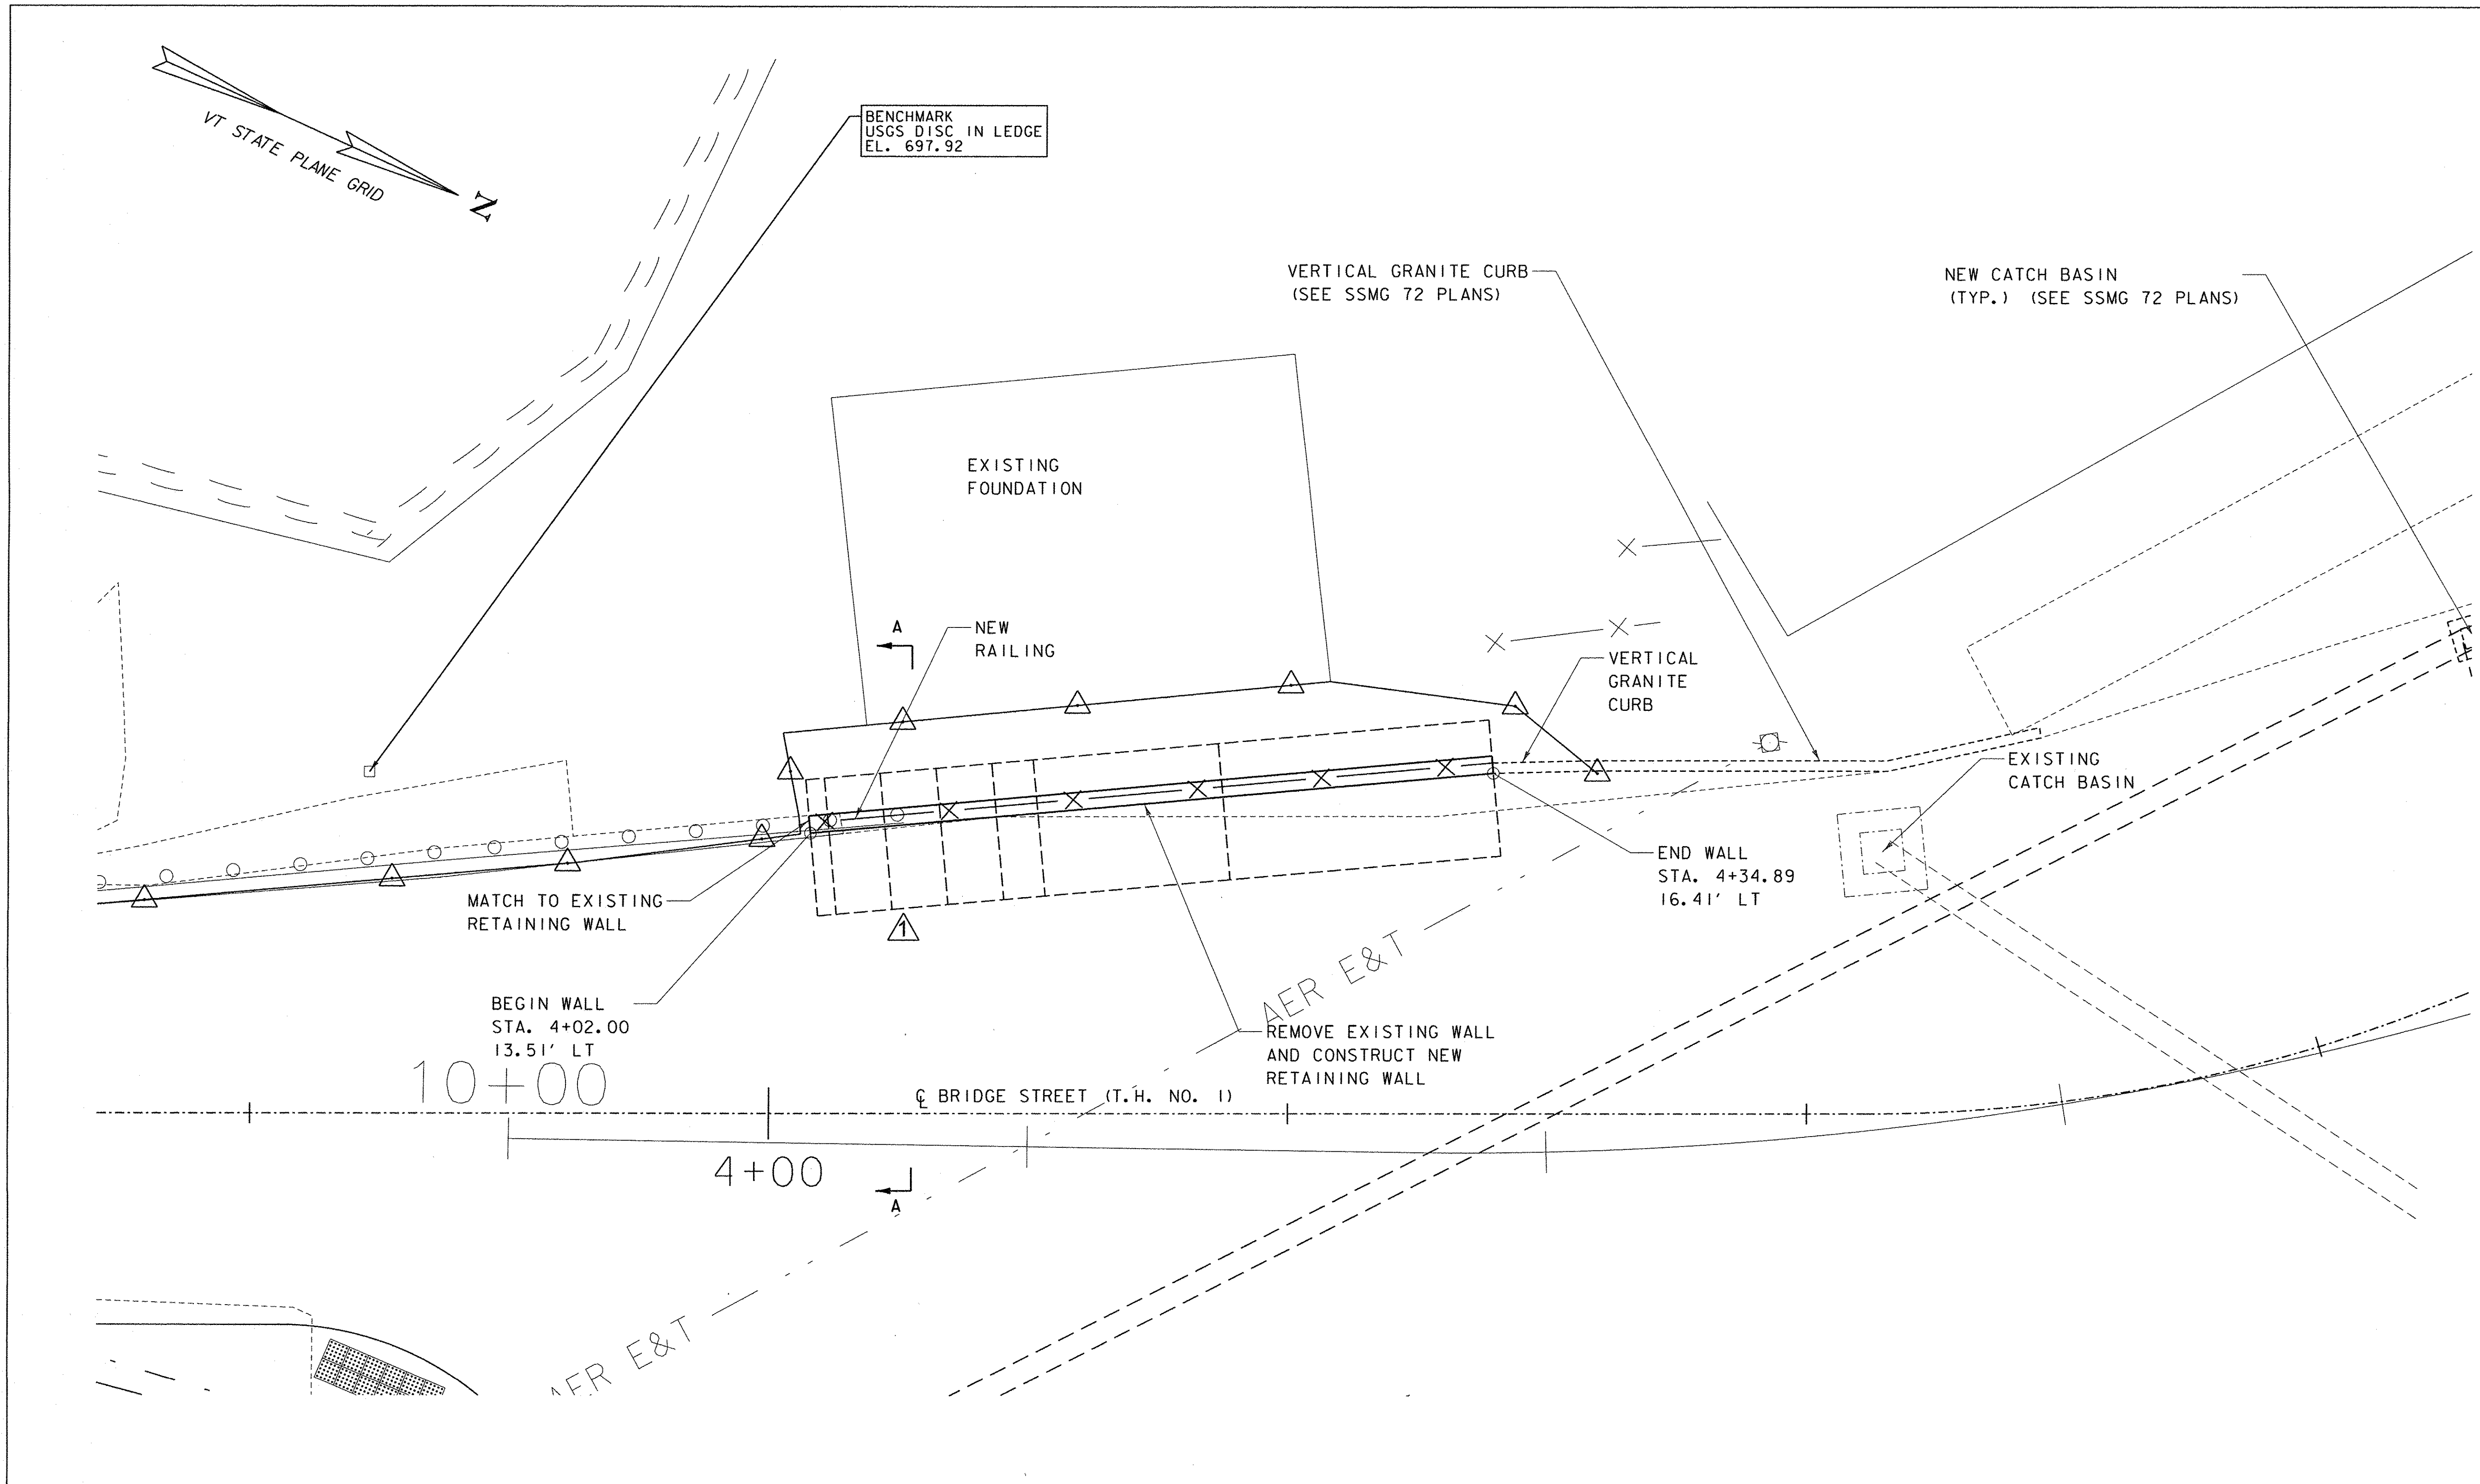 VT STATE PLANE GRID
N
BENCHMARK
USGS DISC IN LEDGE
EL. 697.92
VERTICAL GRANITE CURB
(SEE SSMG 72 PLANS)
NEW CATCH BASIN
(TYP.) (SEE SSMG 72 PLANS)
EXISTING
FOUNDATION
A
NEW
RAILING
VERTICAL
GRANITE
CURB
EXISTING
CATCH BASIN
END WALL
STA. 4+34.89
16.41' LT
MATCH TO EXISTING
RETAINING WALL
1
AER E&T
BEGIN WALL
STA. 4+02.00
13.51' LT
REMOVE EXISTING WALL
AND CONSTRUCT NEW
RETAINING WALL
10+00
℄ BRIDGE STREET (T.H. NO. 1)
4+00
A
AER E&T